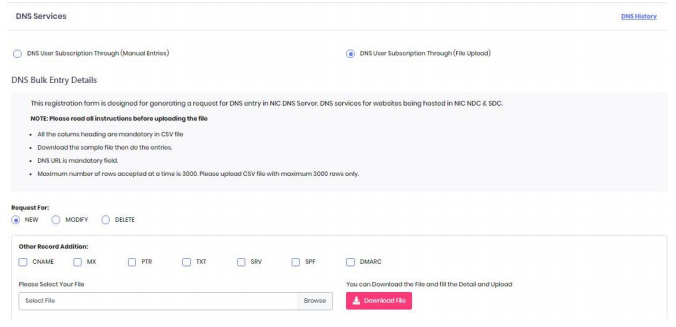 DNS Services
DNS History
DNS User Subscription Through (Manual Entries)
DNS User Subscription Through (File Upload)
DNS Bulk Entry Details
This registration form is designed for generating a request for DNS entry in NIC DNS Server. DNS services for websites being hosted in NIC NDC & SDC.
NOTE: Please read all instructions before uploading the file
• All the colums heading are mandatory in CSV file
• Download the sample file then do the entries.
• DNS URL is mandatory field.
• Maximum number of rows accepted at a time is 3000. Please upload CSV file with maximum 3000 rows only.
Request For:
NEW MODIFY DELETE
Other Record Addition:
CNAME MX PTR TXT SRV SPF DMARC
Please Select Your File
You can Download the File and fill the Detail and Upload
Select File Browse
Download File